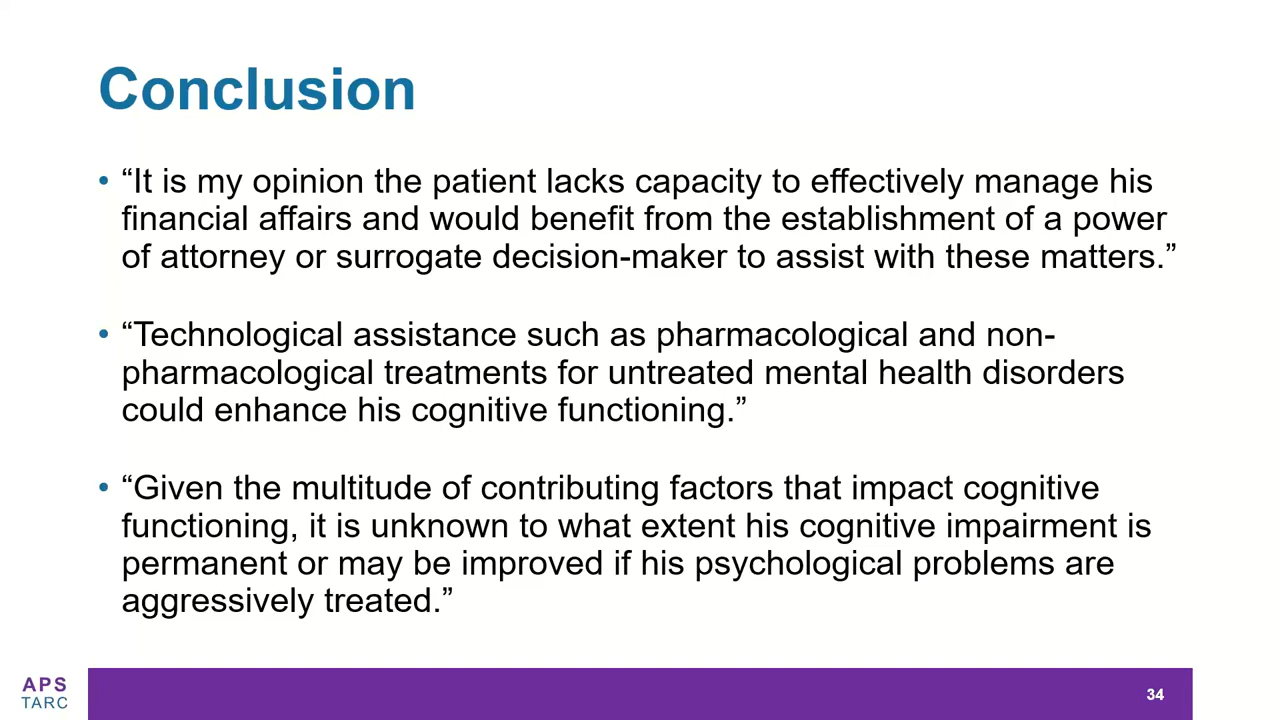 Conclusion
• “It is my opinion the patient lacks capacity to effectively manage his
financial affairs and would benefit from the establishment of a power
of attorney or surrogate decision-maker to assist with these matters.”
• “Technological assistance such as pharmacological and non-
pharmacological treatments for untreated mental health disorders
could enhance his cognitive functioning.”
• “Given the multitude of contributing factors that impact cognitive
functioning, it is unknown to what extent his cognitive impairment is
permanent or may be improved if his psychological problems are
aggressively treated.”
APS
TARC
34